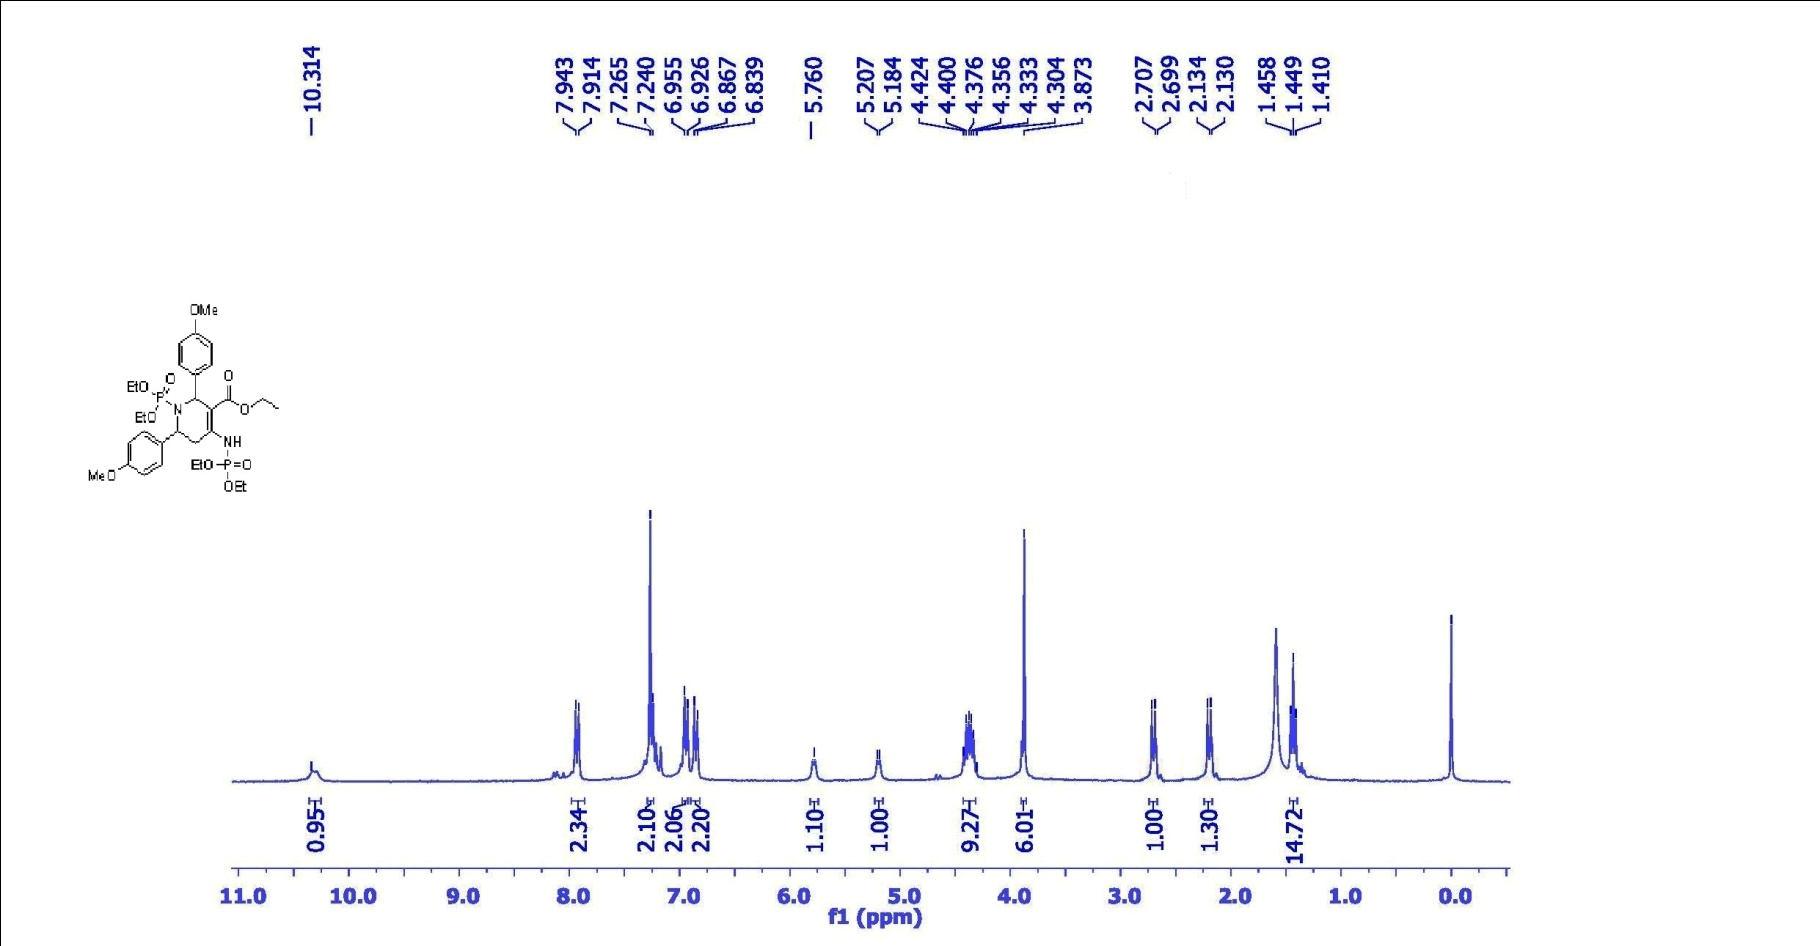 10.314
7.943
7.914
7.265
7.240
6.955
6.926
6.867
6.839
5.760
5.207
5.184
4.424
4.400
4.376
4.356
4.333
4.304
3.873
2.707
2.699
2.134
2.130
1.458
1.449
1.410
OMe
EtO
O
P
EtO
N
O
O
NH
EtO-P=O
OEt
MeO
0.95
2.34
2.10
2.06
2.20
1.10
1.00
9.27
6.01
1.00
1.30
14.72
11.0 10.0 9.0 8.0 7.0 6.0 5.0 4.0 3.0 2.0 1.0 0.0
f1 (ppm)